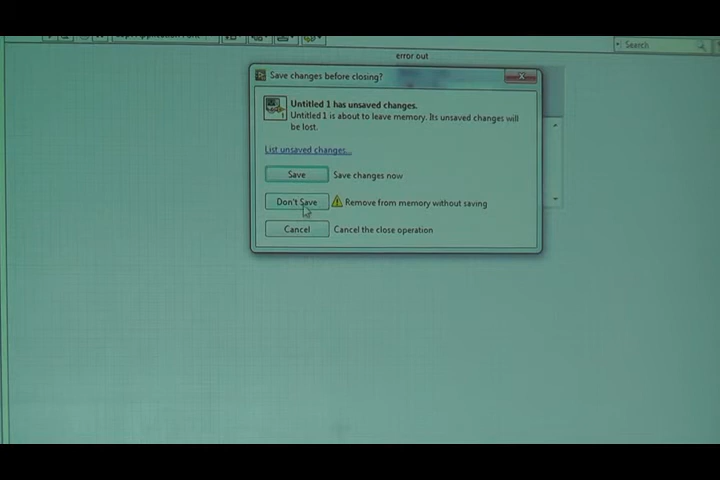 Search
error out
Save changes before closing?
Untitled 1 has unsaved changes.
Untitled 1 is about to leave memory. Its unsaved changes will
be lost.
List unsaved changes...
Save
Save changes now
Don't Save
Remove from memory without saving
Cancel
Cancel the close operation